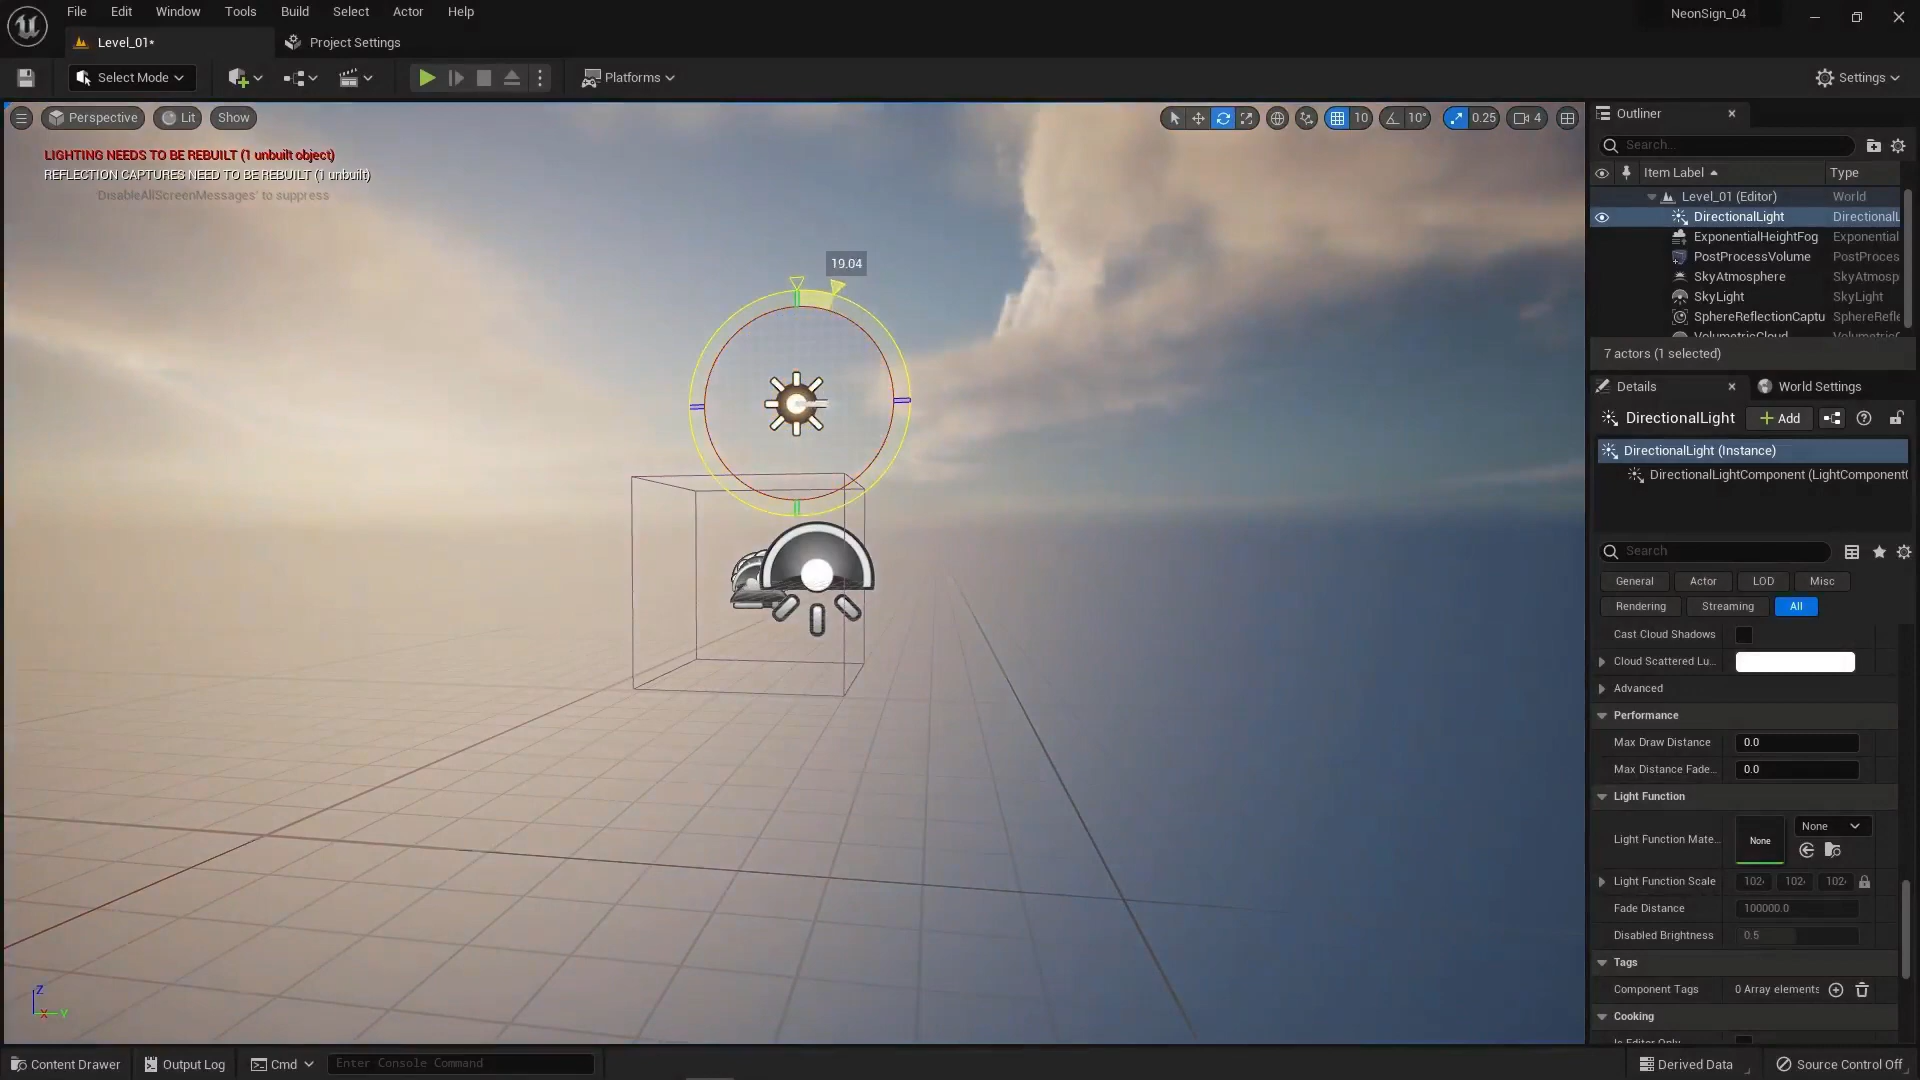 File Edit Window Tools Build Select Actor Help
NeonSign_04
Level_01*
Project Settings
Select Mode
Platforms
Settings
Perspective
Lit
Show
10
10°
0.25
4
LIGHTING NEEDS TO BE REBUILT (1 unbuilt object)
REFLECTION CAPTURES NEED TO BE REBUILT (1 unbuilt)
'DisableAllScreenMessages' to suppress
19.04
Z
X
Y
Outliner
Search...
Item Label
Type
Level_01 (Editor) World
DirectionalLight DirectionalL
ExponentialHeightFog Exponential
PostProcessVolume PostProces
SkyAtmosphere SkyAtmosp
SkyLight SkyLight
SphereReflectionCaptu SphereRefle
VolumetricCloud VolumetricC
7 actors (1 selected)
Details
World Settings
DirectionalLight
Add
DirectionalLight (Instance)
DirectionalLightComponent (LightComponent
Search
General Actor LOD Misc
Rendering Streaming All
Cast Cloud Shadows
Cloud Scattered Lu...
Advanced
Performance
Max Draw Distance 0.0
Max Distance Fade... 0.0
Light Function
Light Function Mate... None None
Light Function Scale 102 102 102
Fade Distance 100000.0
Disabled Brightness 0.5
Tags
Component Tags 0 Array elements
Cooking
Is Editor Only
Content Drawer
Output Log
Cmd
Enter Console Command
Derived Data
Source Control Off